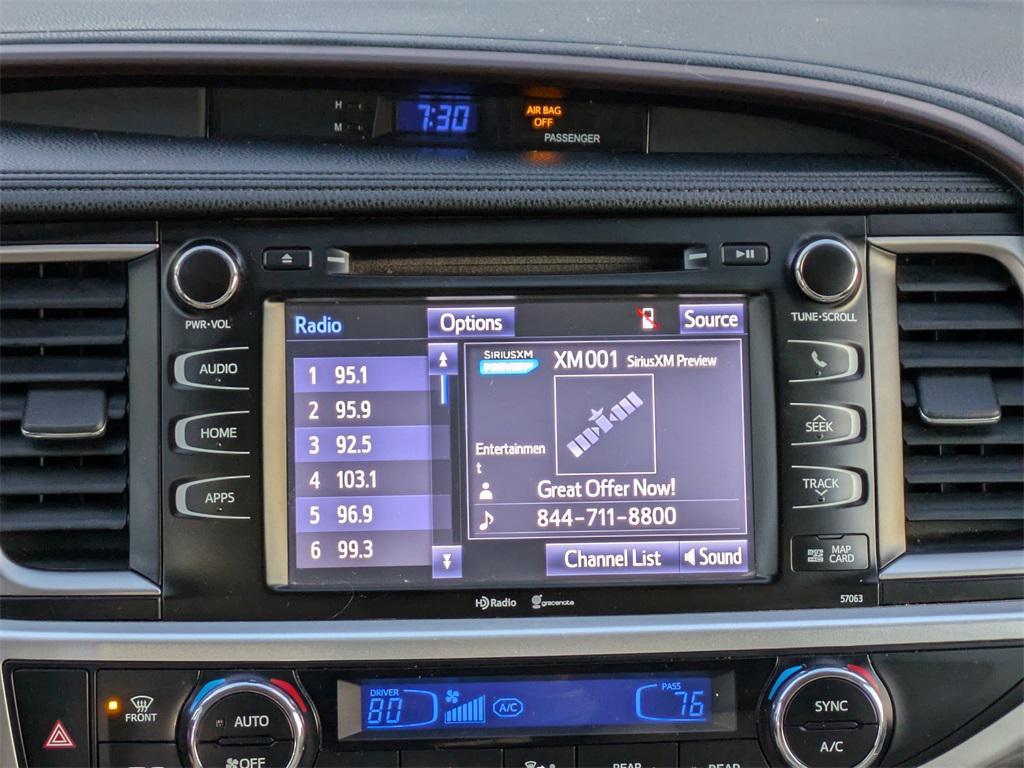 H
7:30
AIR BAG
OFF
M
PASSENGER
PWR•VOL
TUNE•SCROLL
Radio
Options
Source
AUDIO
HOME
APPS
1 95.1
2 95.9
3 92.5
4 103.1
5 96.9
6 99.3
SIRIUSXM
PREVIEW
XM001 SiriusXM Preview
Entertainmen
t
Great Offer Now!
844-711-8800
Channel List
Sound
SEEK
TRACK
MAP
CARD
HD Radio
gracenote
57063
FRONT
AUTO
OFF
DRIVER
80
A/C
PASS
76
SYNC
A/C
REAR
REAR